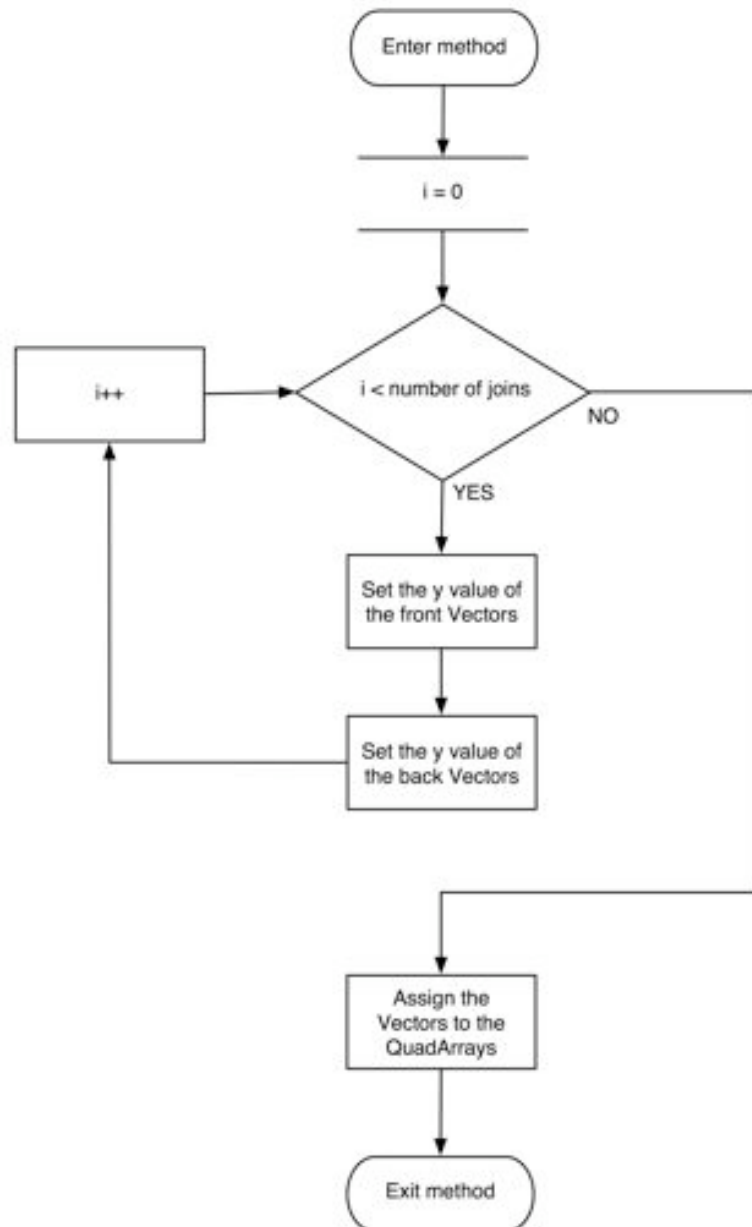 Enter method
i = 0
i < number of joins
i++
NO
YES
Set the y value of
the front Vectors
Set the y value of
the back Vectors
Assign the
Vectors to the
QuadArrays
Exit method